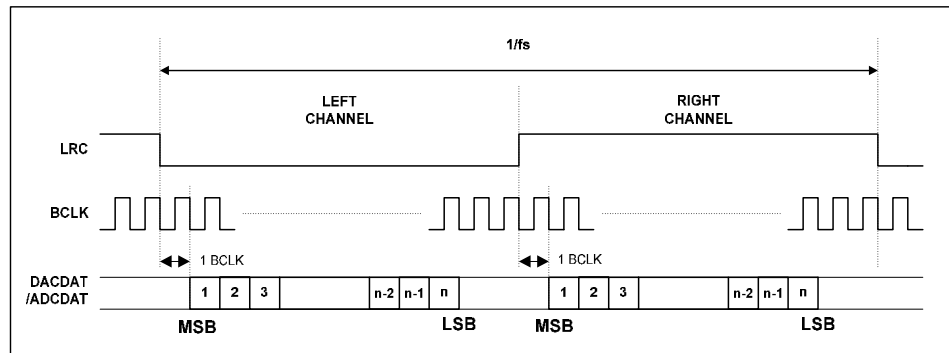 1/fs
LEFT
CHANNEL
RIGHT
CHANNEL
LRC
BCLK
1 BCLK
1 BCLK
DACDAT
/ADCDAT
1 2 3 n-2 n-1 n 1 2 3 n-2 n-1 n
MSB LSB MSB LSB